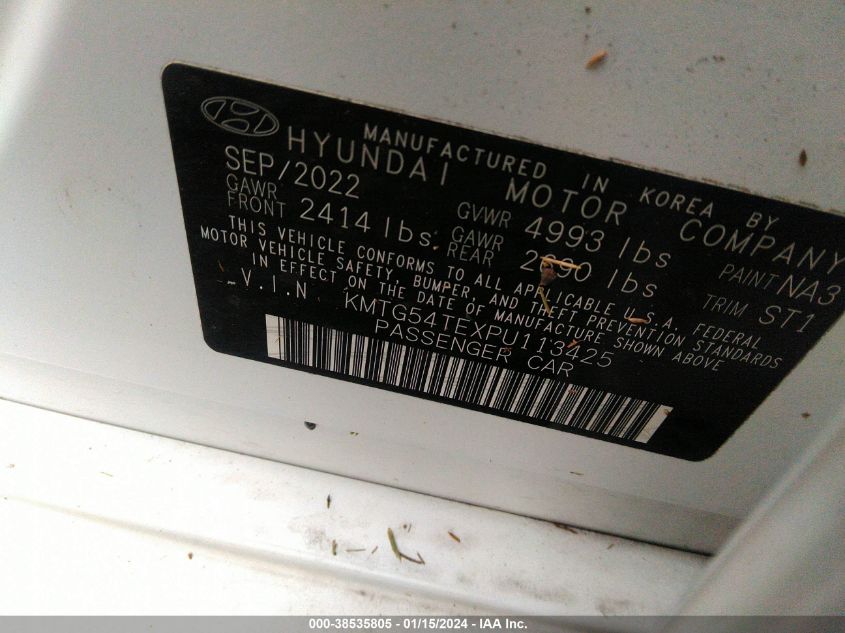 MANUFACTURED IN KOREA BY
HYUNDAI MOTOR COMPANY
SEP/2022 GVWR 4993 lbs PAINT NA3
GAWR FRONT 2414 lbs GAWR REAR lbs TRIM ST1
THIS VEHICLE CONFORMS TO ALL APPLICABLE U.S.A. FEDERAL
MOTOR VEHICLE SAFETY, BUMPER, AND THEFT PREVENTION STANDARDS
IN EFFECT ON THE DATE OF MANUFACTURE SHOWN ABOVE
V.I.N KMTG54TEXPU113425
PASSENGER CAR
000-38535805 - 01/15/2024 - IAA Inc.